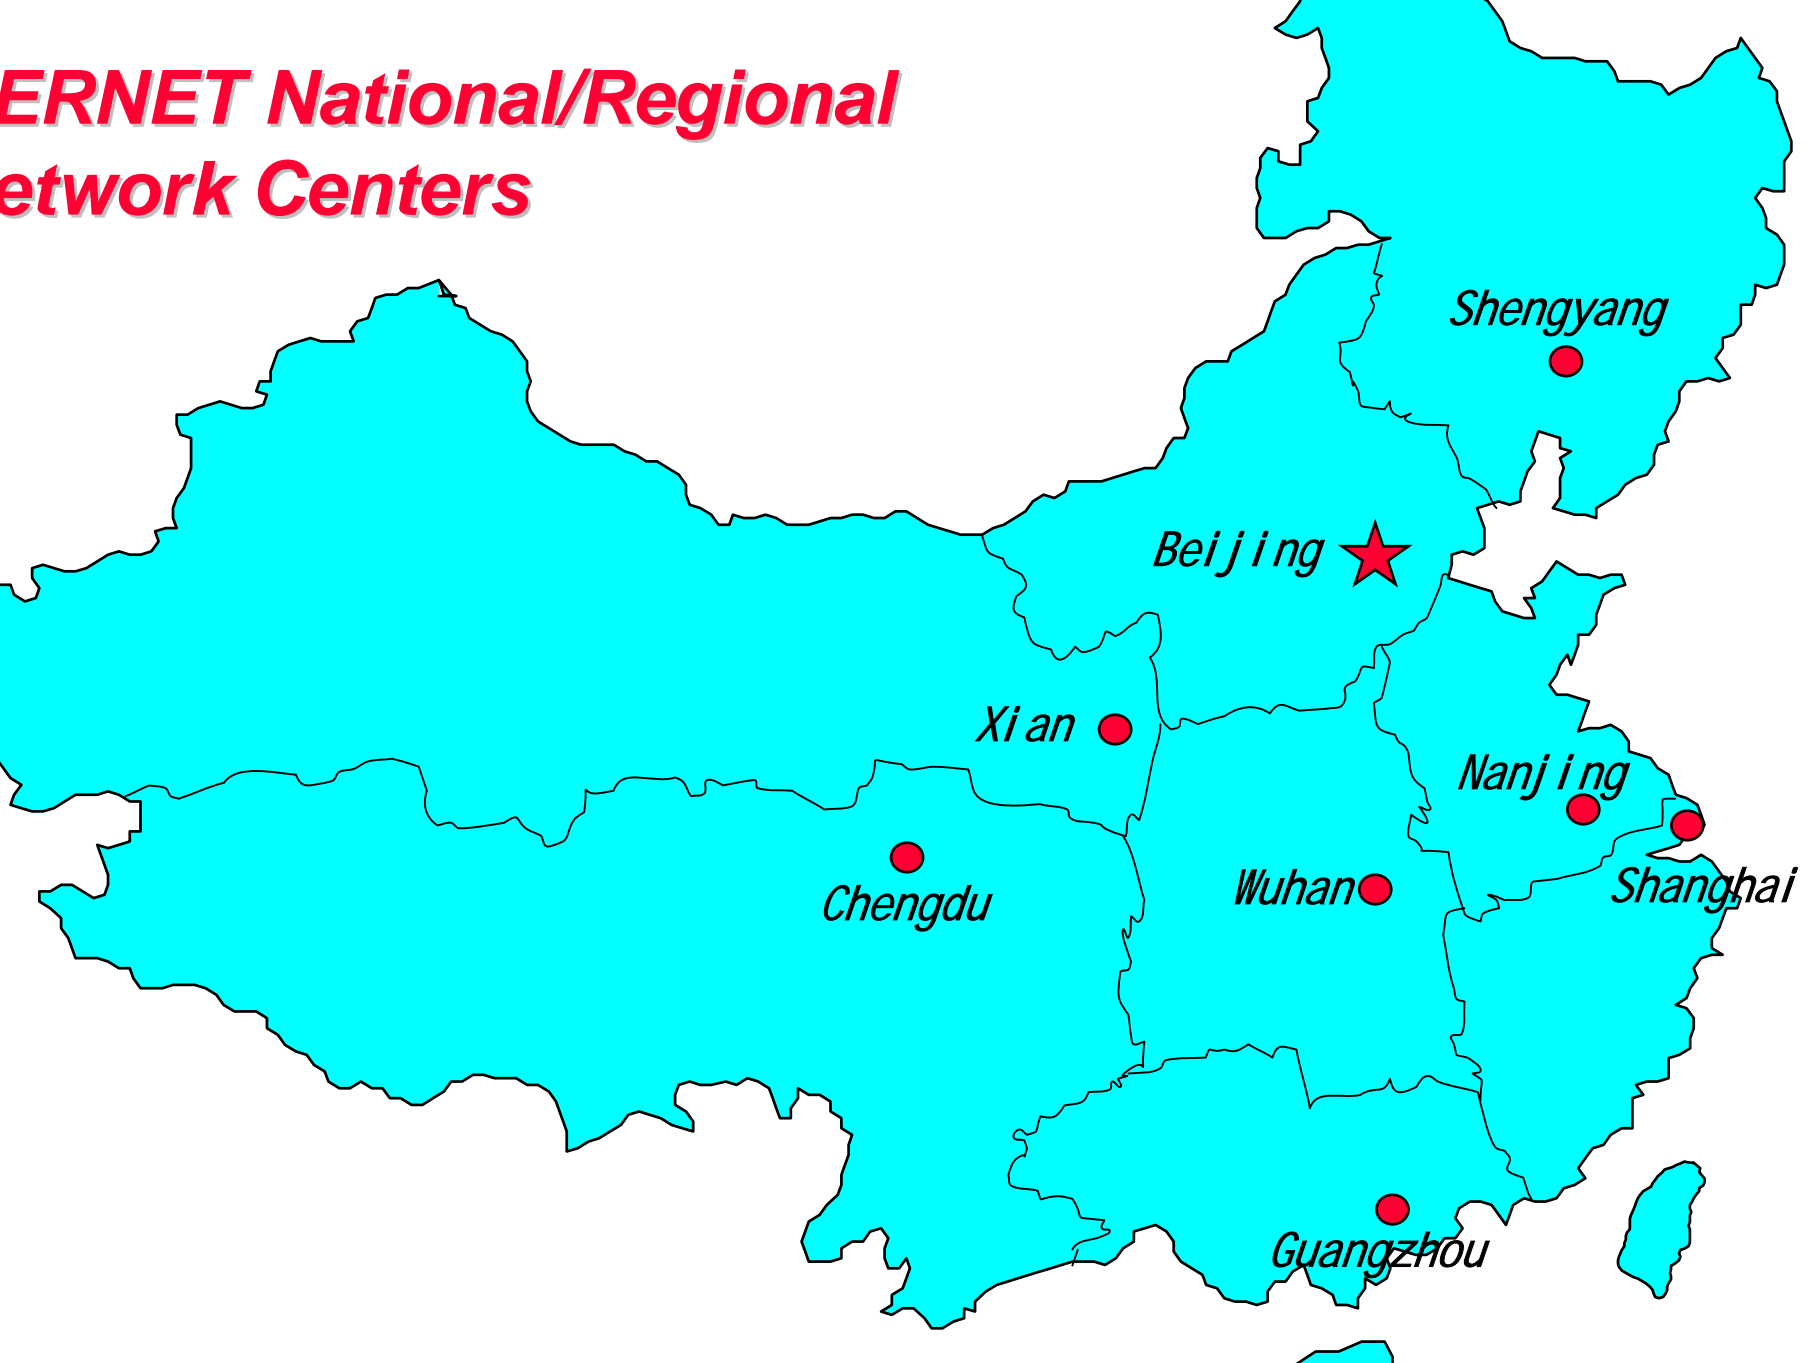 ERNET National/Regional
etwork Centers
Shengyang
Beijing
Xian
Nanjing
Chengdu
Wuhan
Shanghai
Guangzhou